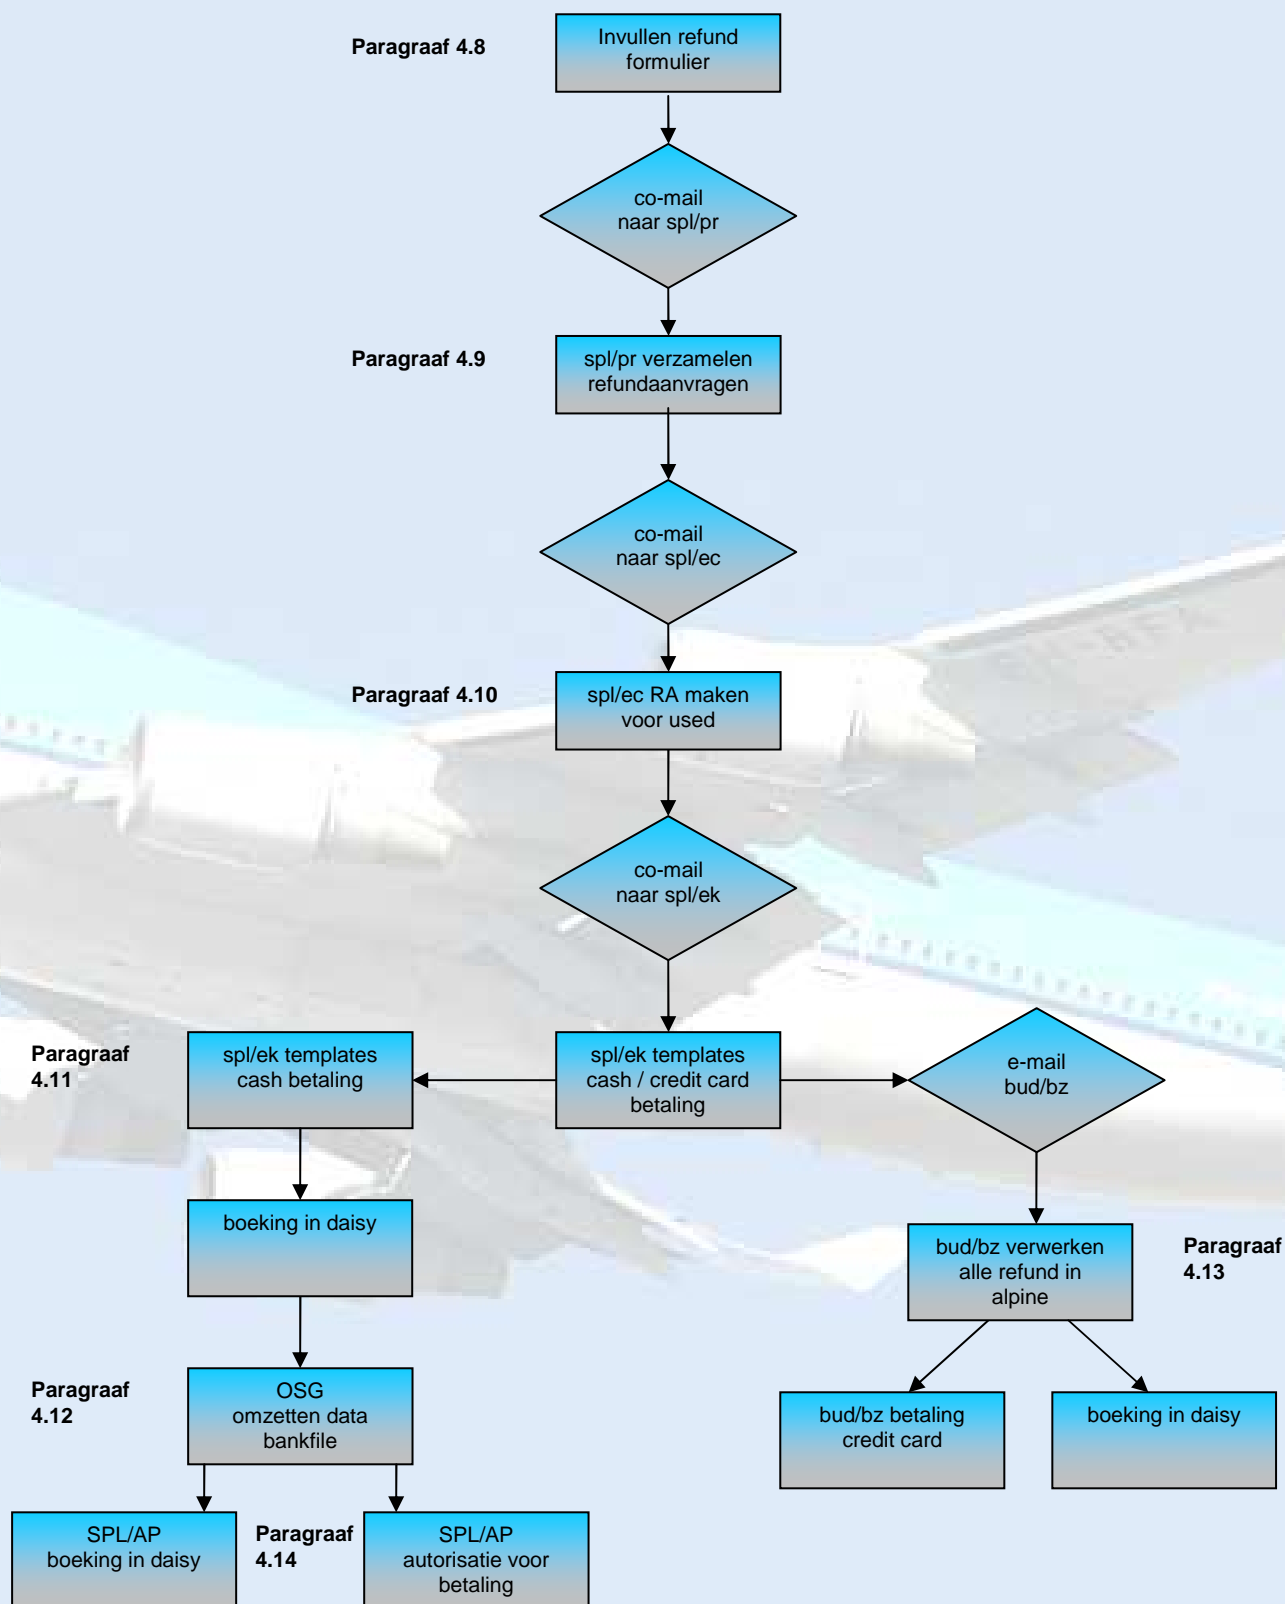 Paragraaf 4.8
Invullen refund
formulier
co-mail
naar spl/pr
Paragraaf 4.9
spl/pr verzamelen
refundaanvragen
co-mail
naar spl/ec
Paragraaf 4.10
spl/ec RA maken
voor used
co-mail
naar spl/ek
Paragraaf
4.11
spl/ek templates
cash betaling
spl/ek templates
cash / credit card
betaling
e-mail
bud/bz
boeking in daisy
bud/bz verwerken
alle refund in
alpine
Paragraaf
4.13
Paragraaf
4.12
OSG
omzetten data
bankfile
bud/bz betaling
credit card
boeking in daisy
SPL/AP
boeking in daisy
Paragraaf
4.14
SPL/AP
autorisatie voor
betaling